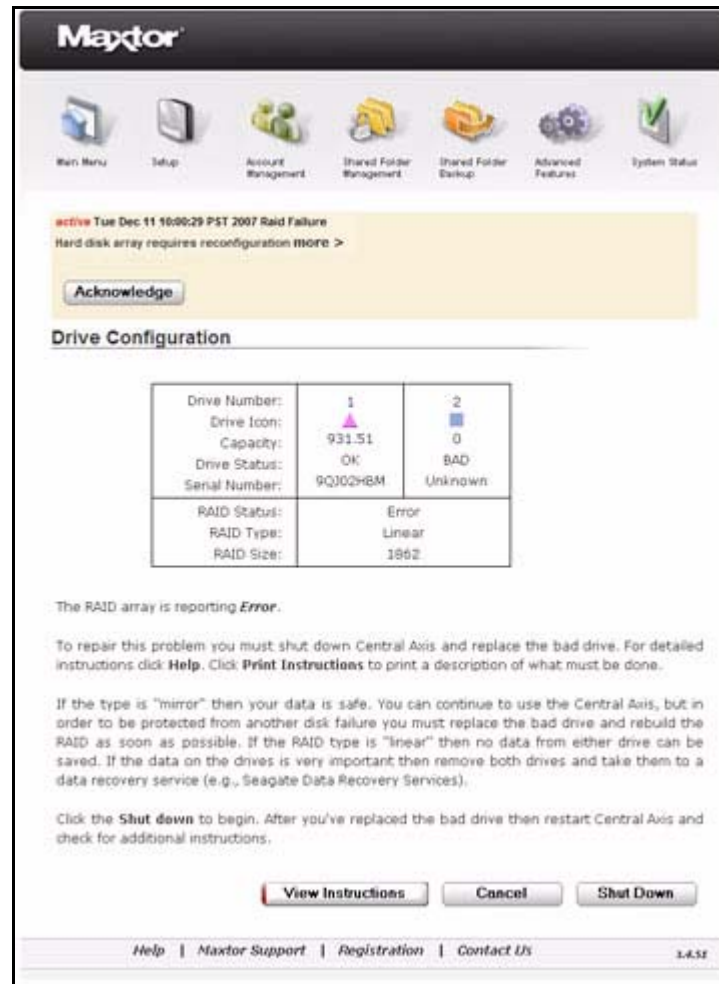 Maxtor
Main Menu
Setup
Account
Management
Shared Folder
Management
Shared Folder
Backup
Advanced
Features
System Status
active Tue Dec 11 10:00:29 PST 2007 Raid Failure
Hard disk array requires reconfiguration more >
Acknowledge
Drive Configuration
Drive Number: 1 2
Drive Icon:
Capacity: 931.51 0
Drive Status: OK BAD
Serial Number: 9QJ02HBM Unknown
RAID Status: Error
RAID Type: Linear
RAID Size: 1862
The RAID array is reporting Error.
To repair this problem you must shut down Central Axis and replace the bad drive. For detailed
instructions click Help. Click Print Instructions to print a description of what must be done.
If the type is "mirror" then your data is safe. You can continue to use the Central Axis, but in
order to be protected from another disk failure you must replace the bad drive and rebuild the
RAID as soon as possible. If the RAID type is "linear" then no data from either drive can be
saved. If the data on the drives is very important then remove both drives and take them to a
data recovery service (e.g., Seagate Data Recovery Services).
Click the Shut down to begin. After you've replaced the bad drive then restart Central Axis and
check for additional instructions.
View Instructions
Cancel
Shut Down
Help | Maxtor Support | Registration | Contact Us
3.4.51